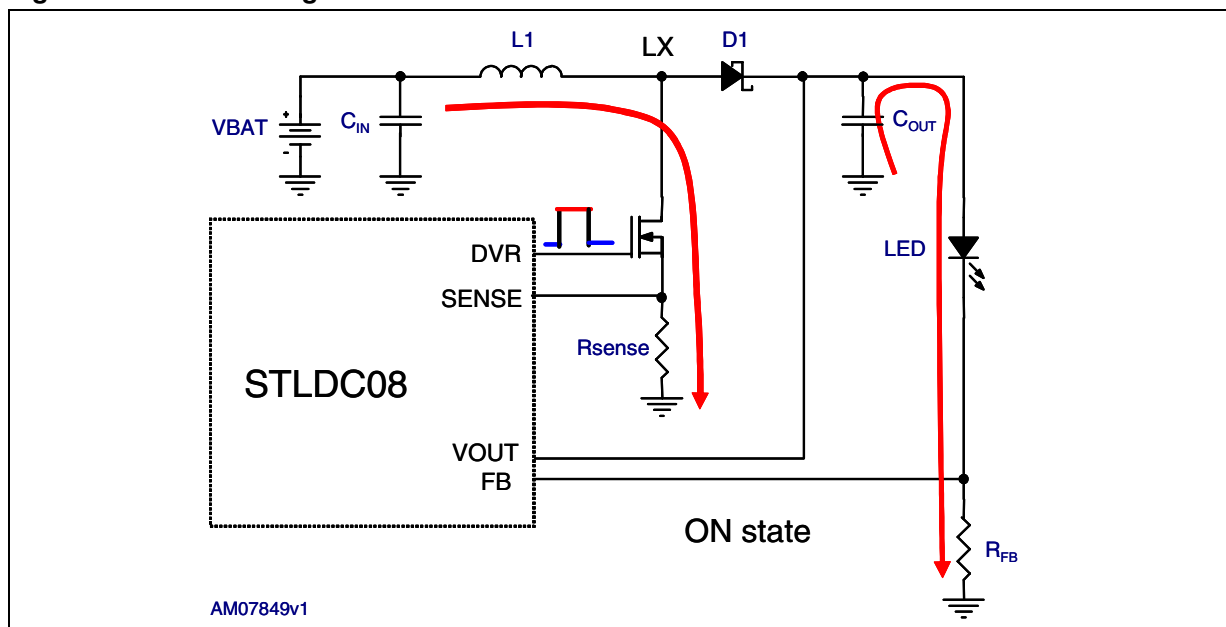 L1
LX
D1
VBAT
+
-
CIN
COUT
DVR
LED
SENSE
Rsense
STLDC08
VOUT
FB
ON state
RFB
AM07849v1